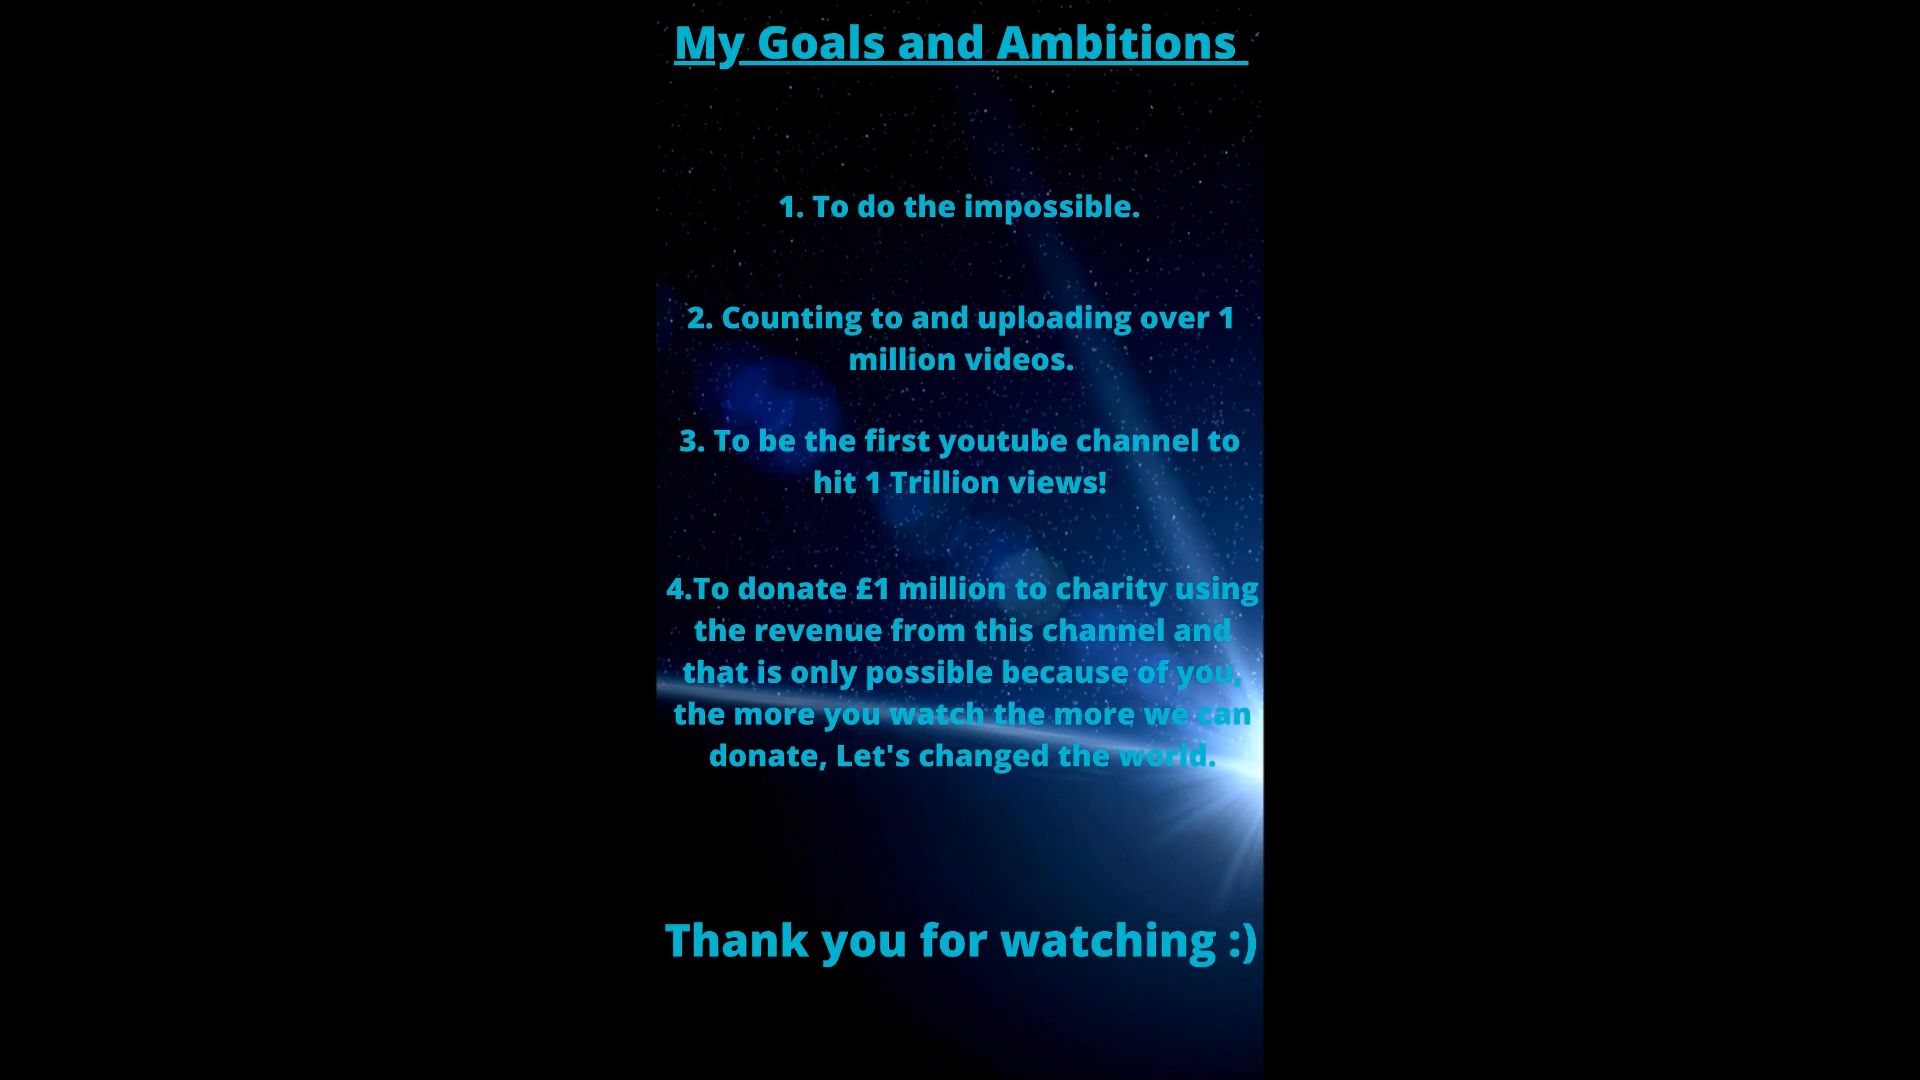 My Goals and Ambitions
1. To do the impossible.
2. Counting to and uploading over 1
million videos.
3. To be the first youtube channel to
hit 1 Trillion views!
4.To donate £1 million to charity using
the revenue from this channel and
that is only possible because of you,
the more you watch the more we can
donate, Let's changed the world.
Thank you for watching :)